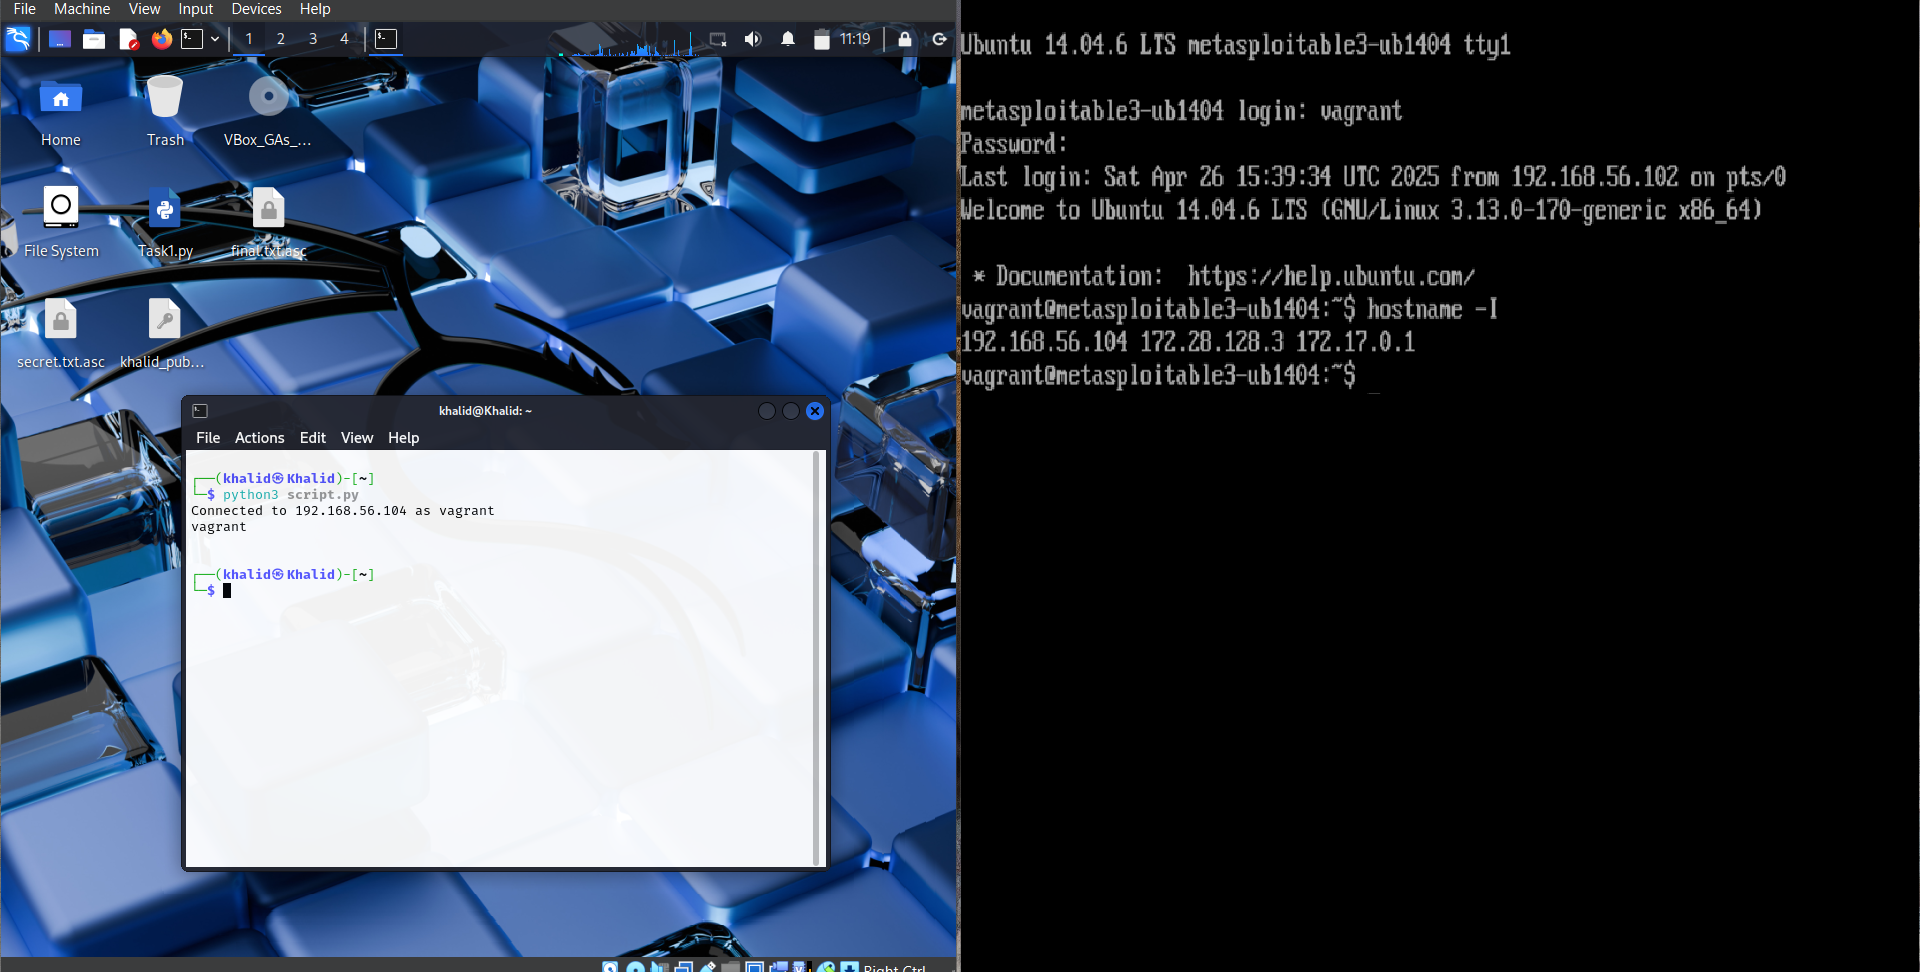 File Machine View Input Devices Help
1 2 3 4 11:19
Home Trash VBox_GAs_...
File System Task1.py final.txt.asc
secret.txt.asc khalid_pub...
khalid@Khalid: ~
File Actions Edit View Help
┌──(khalid㉿Khalid)-[~]
└─$ python3 script.py
Connected to 192.168.56.104 as vagrant
vagrant
┌──(khalid㉿Khalid)-[~]
└─$
Right Ctrl
Ubuntu 14.04.6 LTS metasploitable3-ub1404 tty1
metasploitable3-ub1404 login: vagrant
Password:
Last login: Sat Apr 26 15:39:34 UTC 2025 from 192.168.56.102 on pts/0
Welcome to Ubuntu 14.04.6 LTS (GNU/Linux 3.13.0-170-generic x86_64)
* Documentation:  https://help.ubuntu.com/
vagrant@metasploitable3-ub1404:~$ hostname -I
192.168.56.104 172.28.128.3 172.17.0.1
vagrant@metasploitable3-ub1404:~$ _